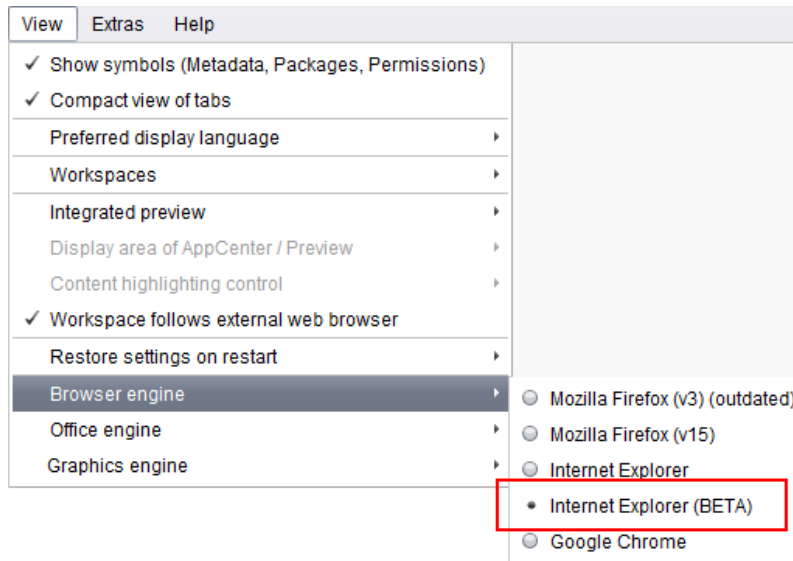 View Extras Help
✓ Show symbols (Metadata, Packages, Permissions)
✓ Compact view of tabs
Preferred display language
Workspaces
Integrated preview
Display area of AppCenter / Preview
Content highlighting control
✓ Workspace follows external web browser
Restore settings on restart
Browser engine
Office engine
Graphics engine
Mozilla Firefox (v3) (outdated)
Mozilla Firefox (v15)
Internet Explorer
Internet Explorer (BETA)
Google Chrome